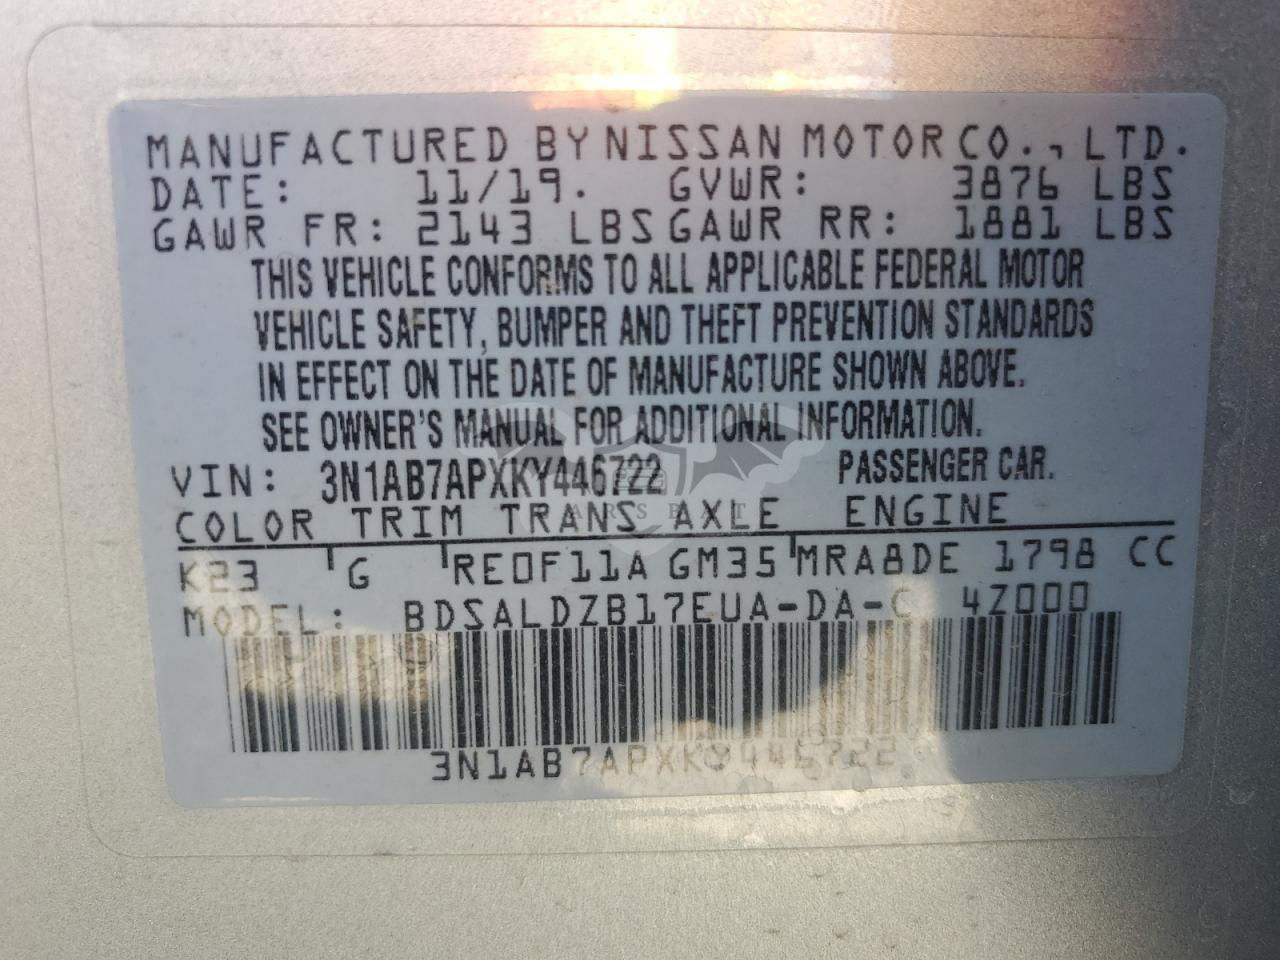 MANUFACTURED BY NISSAN MOTOR CO., LTD.
DATE: 11/19. GVWR: 3876 LBS
GAWR FR: 2143 LBS GAWR RR: 1881 LBS
THIS VEHICLE CONFORMS TO ALL APPLICABLE FEDERAL MOTOR
VEHICLE SAFETY, BUMPER AND THEFT PREVENTION STANDARDS
IN EFFECT ON THE DATE OF MANUFACTURE SHOWN ABOVE.
SEE OWNER'S MANUAL FOR ADDITIONAL INFORMATION.
VIN: 3N1AB7APXKY446722 PASSENGER CAR.
COLOR TRIM TRANS AXLE ENGINE
K23 G RE0F11A GM35 MRA8DE 1798 CC
MODEL: BDSALDZB17EUA-DA-C 4Z000
3N1AB7APXKY446722